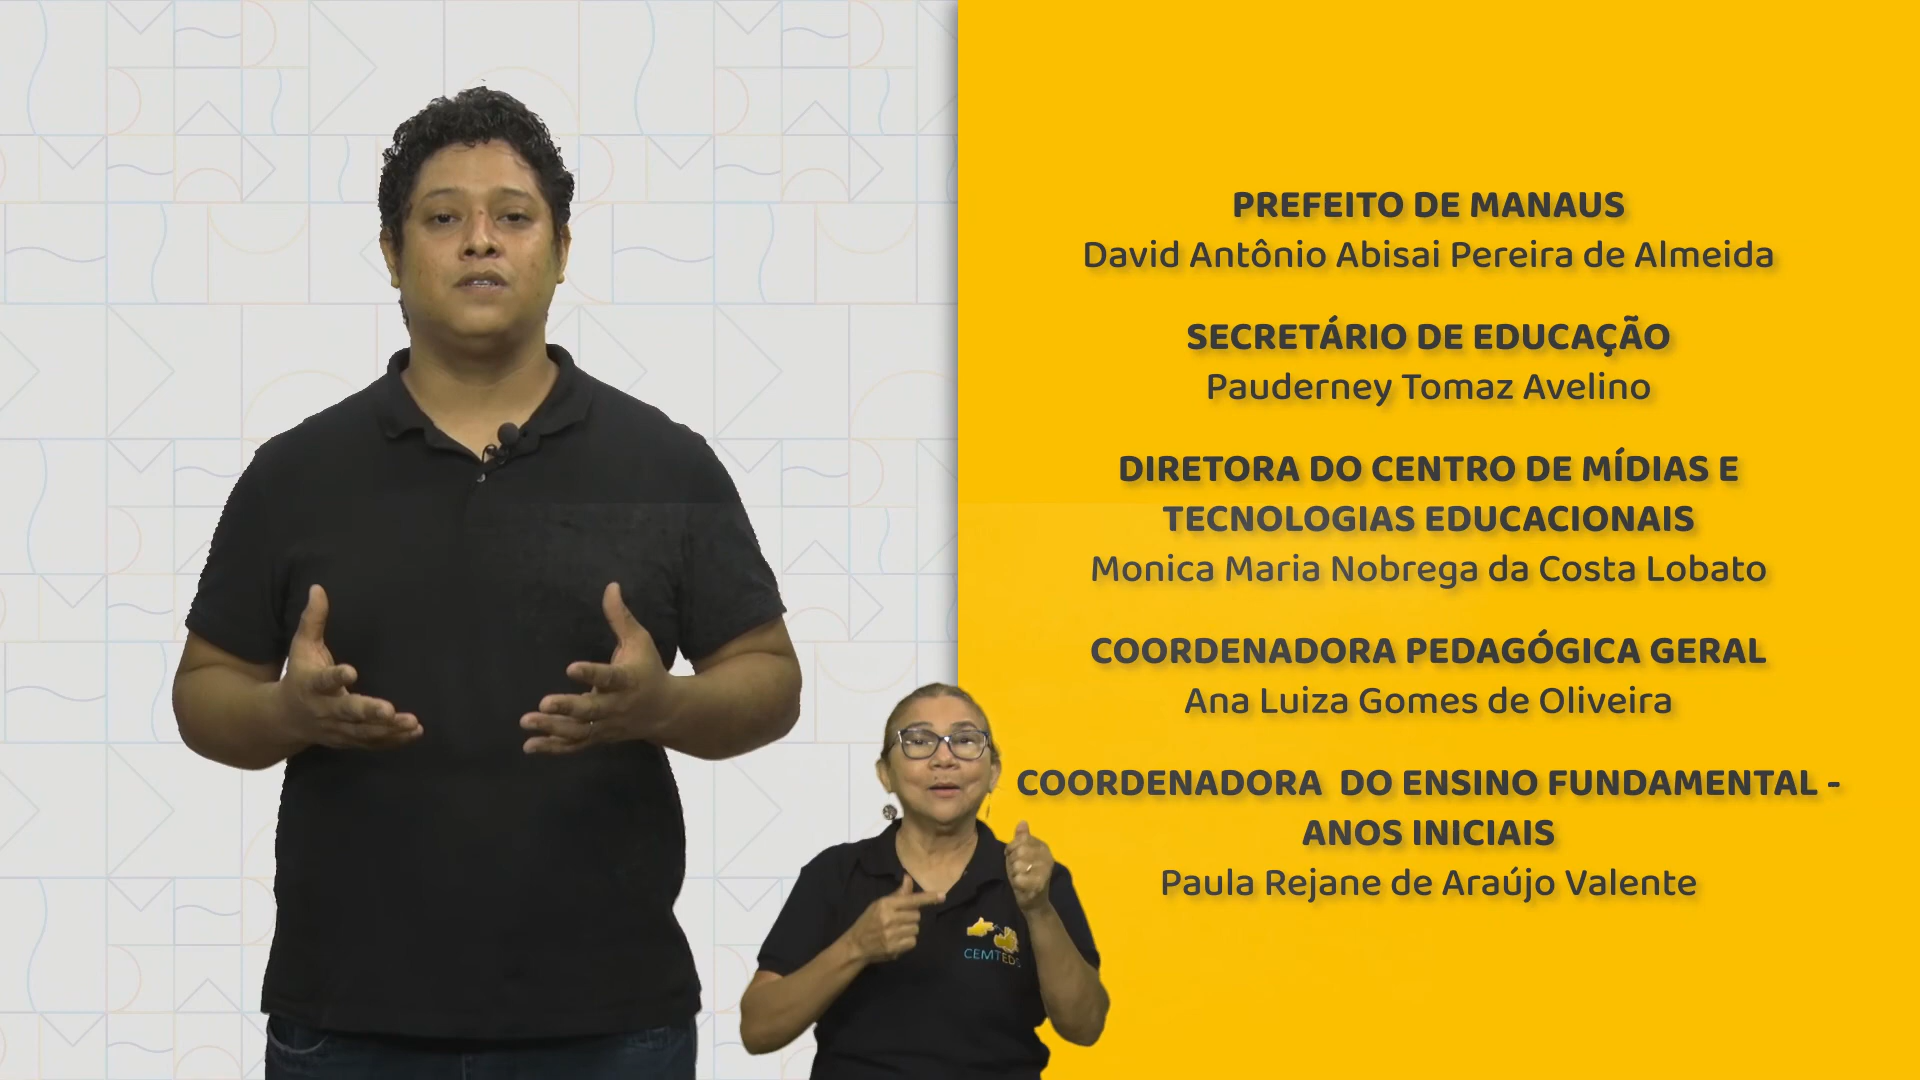 PREFEITO DE MANAUS
David Antônio Abisai Pereira de Almeida
SECRETÁRIO DE EDUCAÇÃO
Pauderney Tomaz Avelino
DIRETORA DO CENTRO DE MÍDIAS E
TECNOLOGIAS EDUCACIONAIS
Monica Maria Nobrega da Costa Lobato
COORDENADORA PEDAGÓGICA GERAL
Ana Luiza Gomes de Oliveira
COORDENADORA DO ENSINO FUNDAMENTAL -
ANOS INICIAIS
Paula Rejane de Araújo Valente